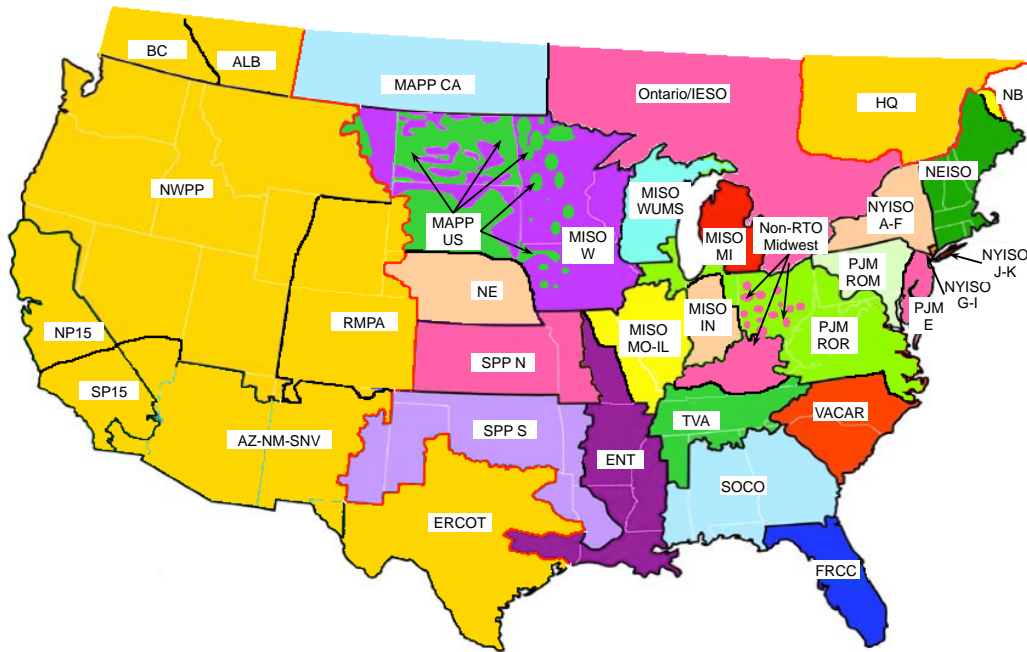 BC
ALB
MAPP CA
Ontario/IESO
HQ
NB
NWPP
MAPP
US
MISO
W
MISO
WUMS
MISO
MI
Non-RTO
Midwest
NEISO
NYISO
A-F
NYISO
J-K
NYISO
G-I
PJM
ROM
PJM
E
NE
RMPA
NP15
SP15
SPP N
MISO
MO-IL
MISO
IN
PJM
ROR
AZ-NM-SNV
SPP S
TVA
VACAR
ENT
SOCO
ERCOT
FRCC